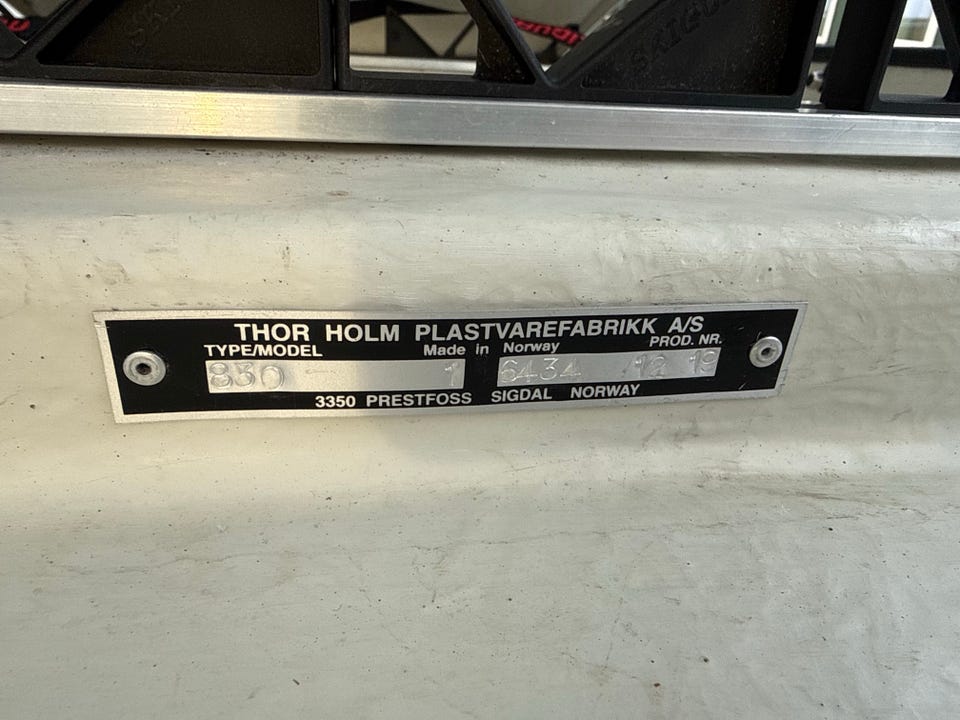 THOR HOLM PLASTVAREFABRIKK A/S
TYPE/MODEL Made in Norway PROD. NR.
830 1 6434 12 19
3350 PRESTFOSS SIGDAL NORWAY